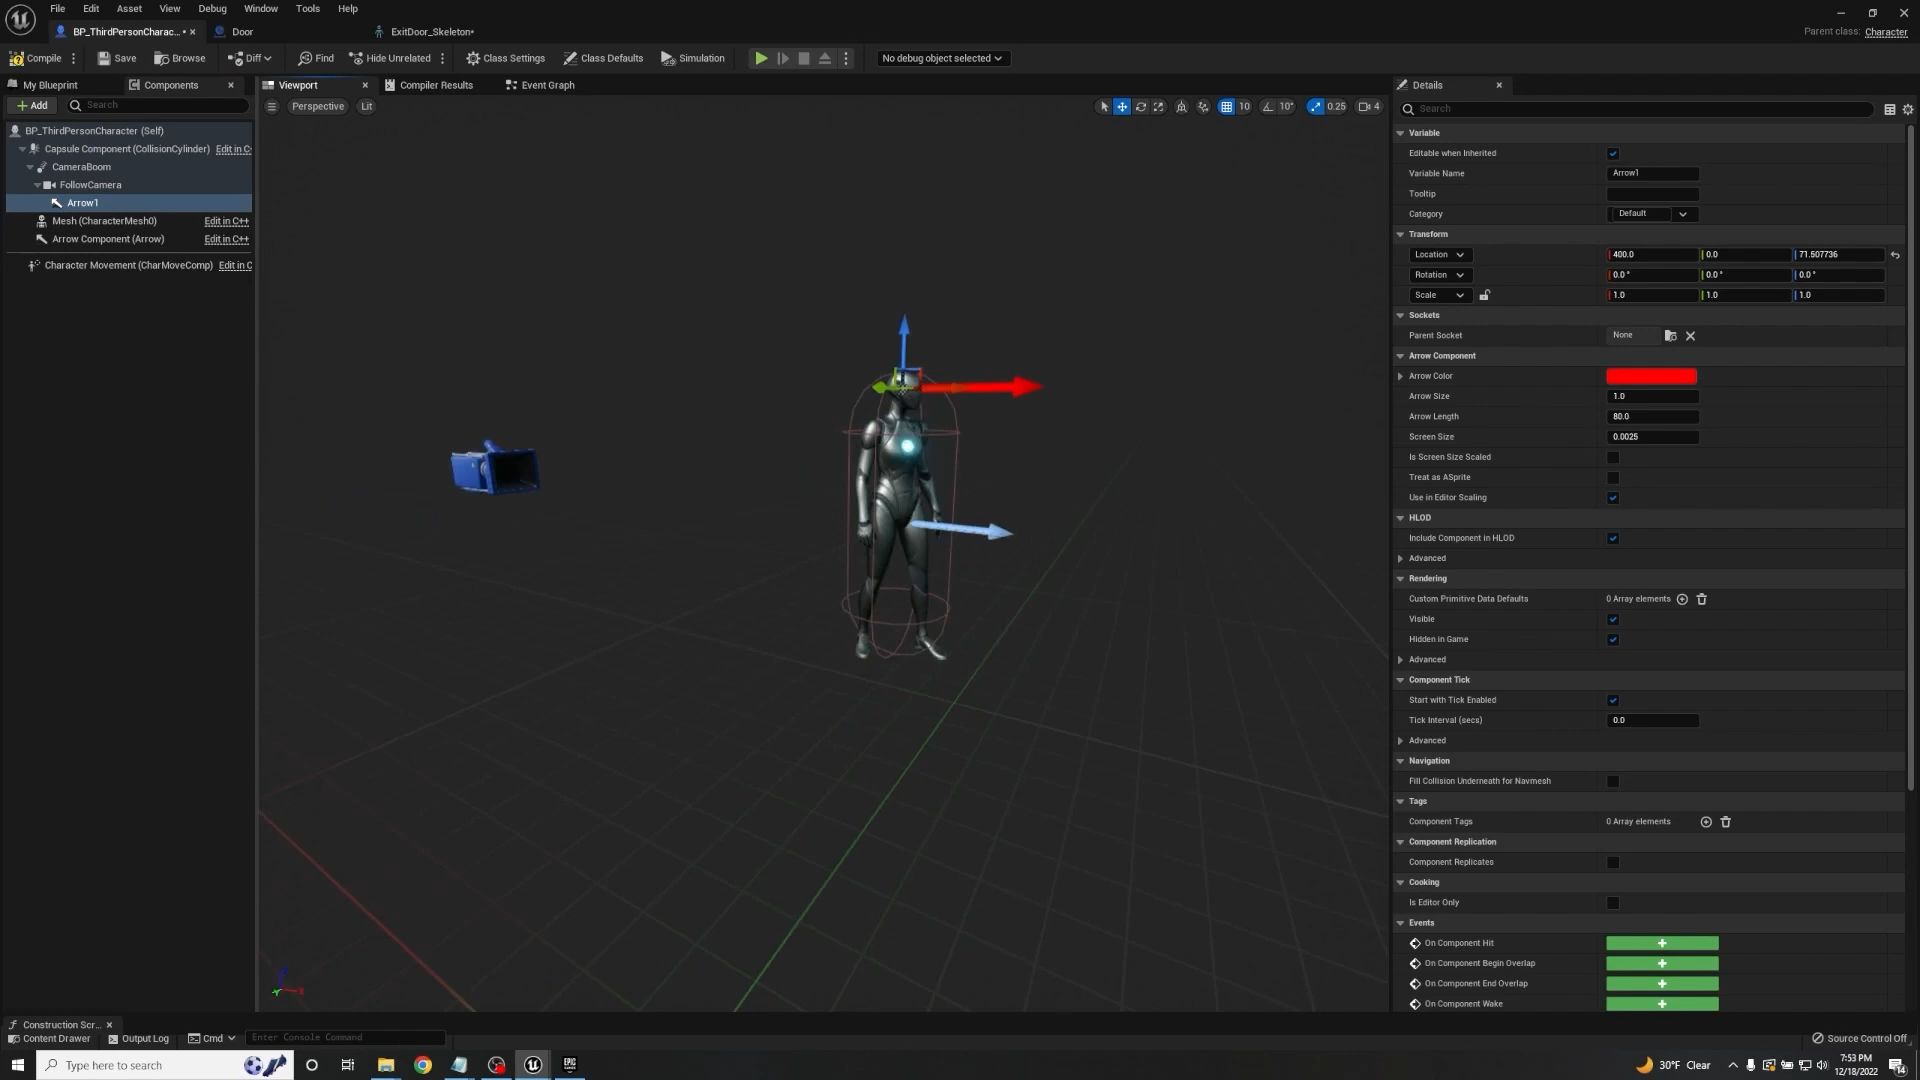 File Edit Asset View Window Debug Tools Help
BP_ThirdPersonCharac... • Door ExitDoor_Skeleton•
Parent class: Character
Compile Save Browse Diff Find Hide Unrelated Class Settings Class Defaults Simulation No debug object selected
My Blueprint Components
Add Search
BP_ThirdPersonCharacter (Self)
Capsule Component (CollisionCylinder) Edit in C
CameraBoom
FollowCamera
Arrow1
Mesh (CharacterMesh0) Edit in C++
Arrow Component (Arrow) Edit in C++
Character Movement (CharMoveComp) Edit in C
Viewport Compiler Results Event Graph
Perspective Lit
10 10° 0.25 4
Details
Search
Variable
Editable when Inherited
Variable Name Arrow1
Tooltip
Category Default
Transform
Location 400.0 0.0 71.507736
Rotation 0.0° 0.0° 0.0°
Scale 1.0 1.0 1.0
Sockets
Parent Socket None
Arrow Component
Arrow Color
Arrow Size 1.0
Arrow Length 80.0
Screen Size 0.0025
Is Screen Size Scaled
Treat as ASprite
Use in Editor Scaling
HLOD
Include Component in HLOD
Advanced
Rendering
Custom Primitive Data Defaults 0 Array elements
Visible
Hidden in Game
Advanced
Component Tick
Start with Tick Enabled
Tick Interval (secs) 0.0
Advanced
Navigation
Fill Collision Underneath for Navmesh
Tags
Component Tags 0 Array elements
Component Replication
Component Replicates
Cooking
Is Editor Only
Events
On Component Hit
On Component Begin Overlap
On Component End Overlap
On Component Wake
Construction Scr...
Content Drawer Output Log Cmd Enter Console Command
Source Control Off
Type here to search
30°F Clear
7:53 PM
12/18/2022
14